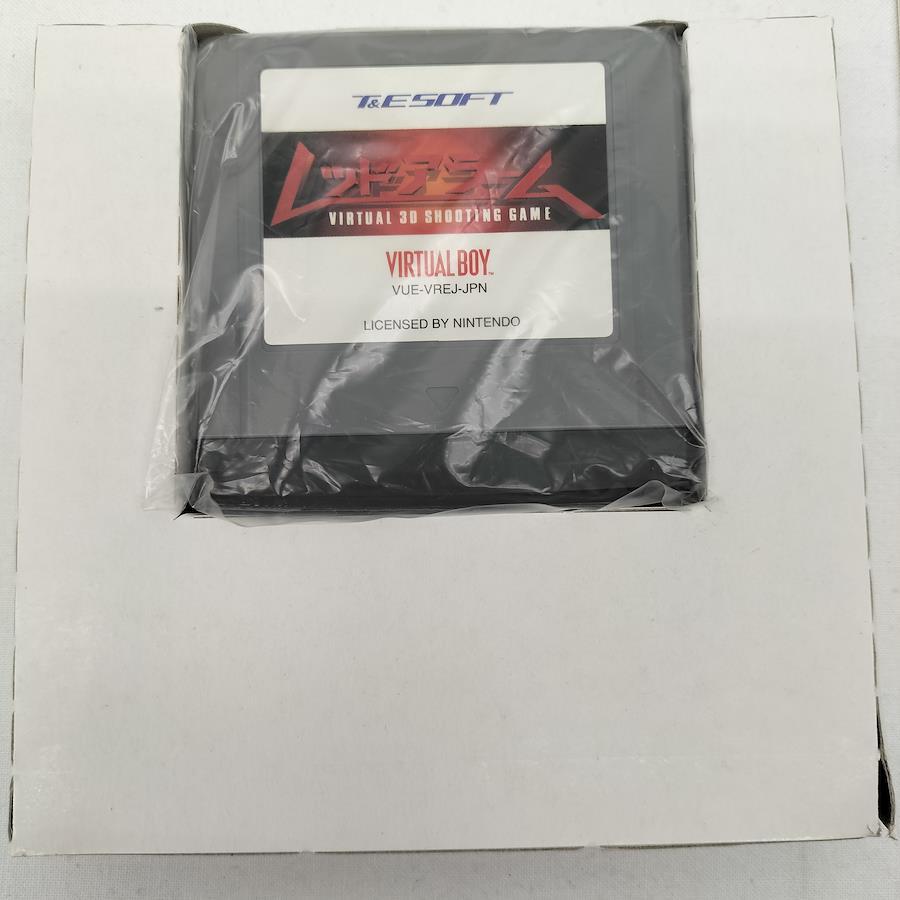 T&E SOFT
レッドアラーム
VIRTUAL 3D SHOOTING GAME
VIRTUAL BOY™
VUE-VREJ-JPN
LICENSED BY NINTENDO